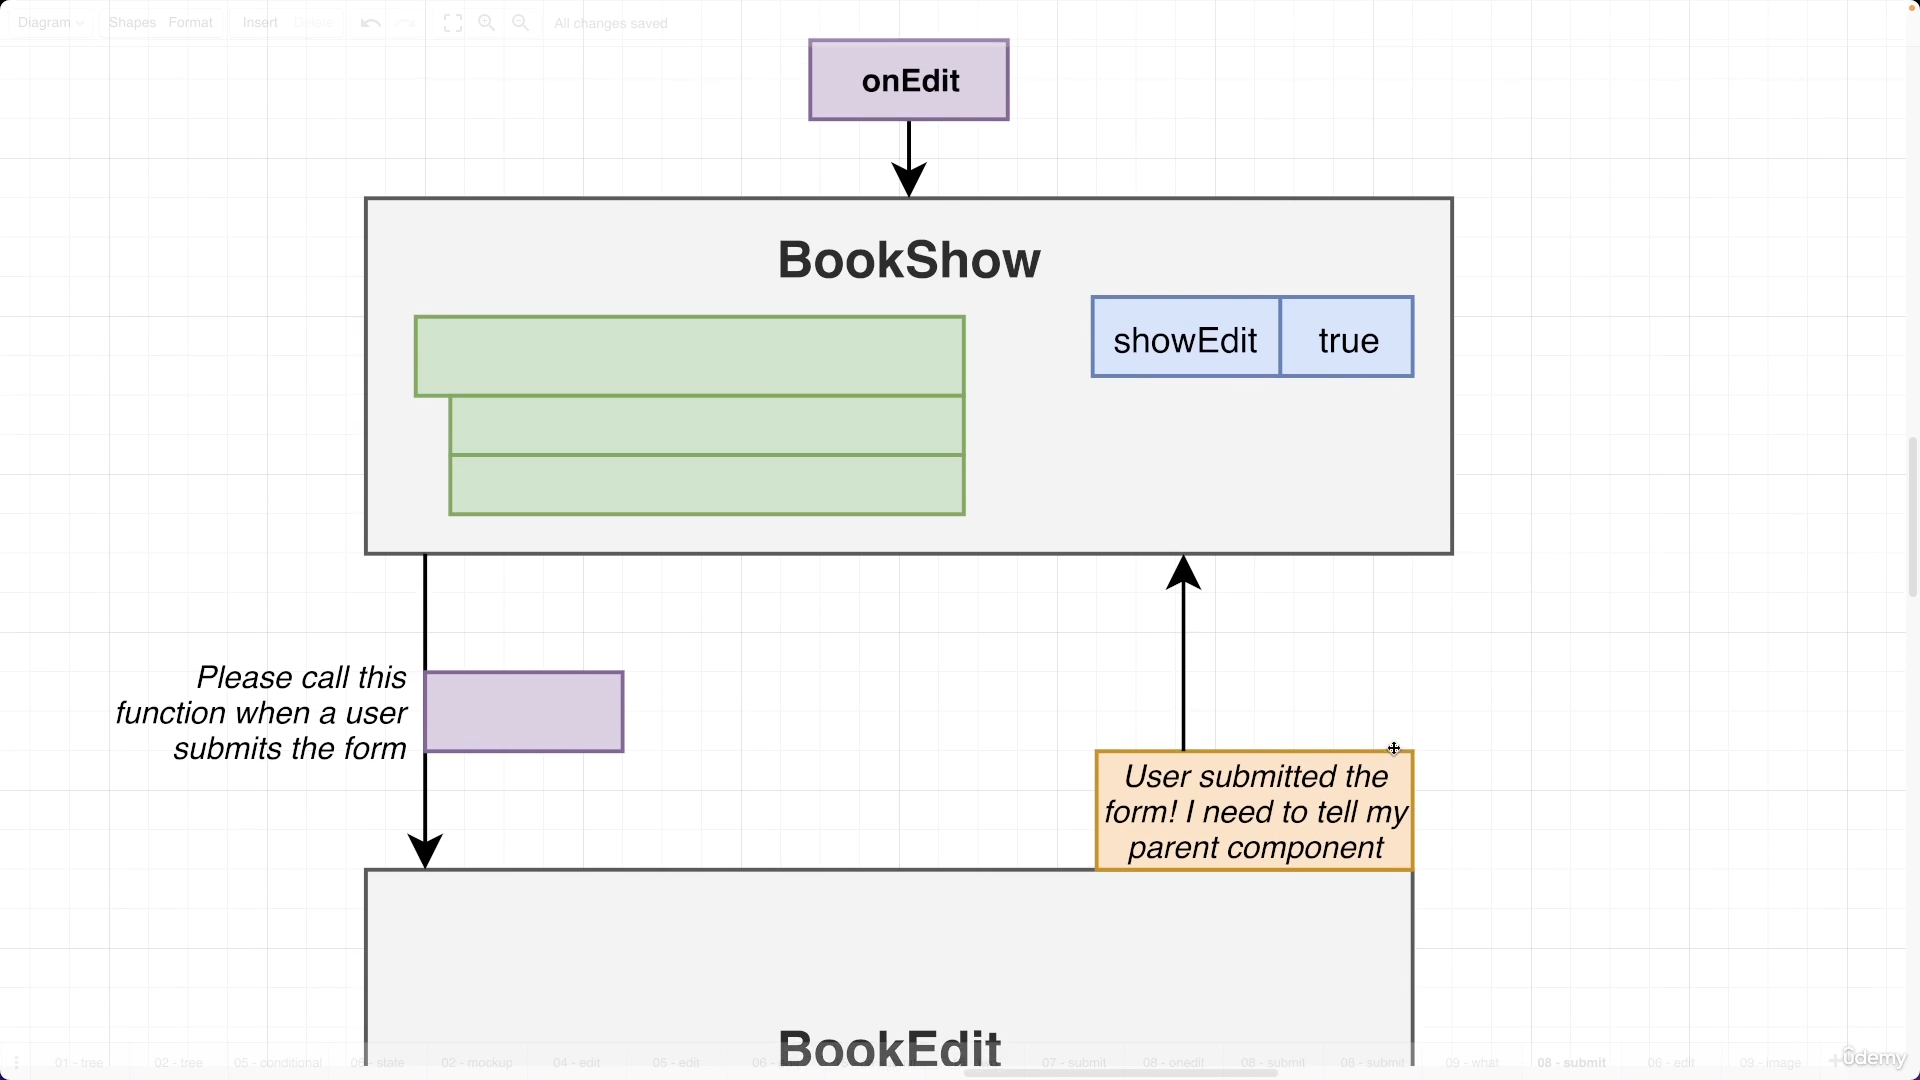 Diagram
Shapes
Format
Insert
Delete
All changes saved
onEdit
BookShow
showEdit
true
Please call this
function when a user
submits the form
User submitted the
form! I need to tell my
parent component
BookEdit
01 - tree
02 - tree
05 - conditional
- state
02 - mockup
04 - edit
05 - edit
06 -
07 - submit
08 - onedit
08 - submit
08 - submit
09 - what
08 - submit
06 - edit
09 - image
ûdemy